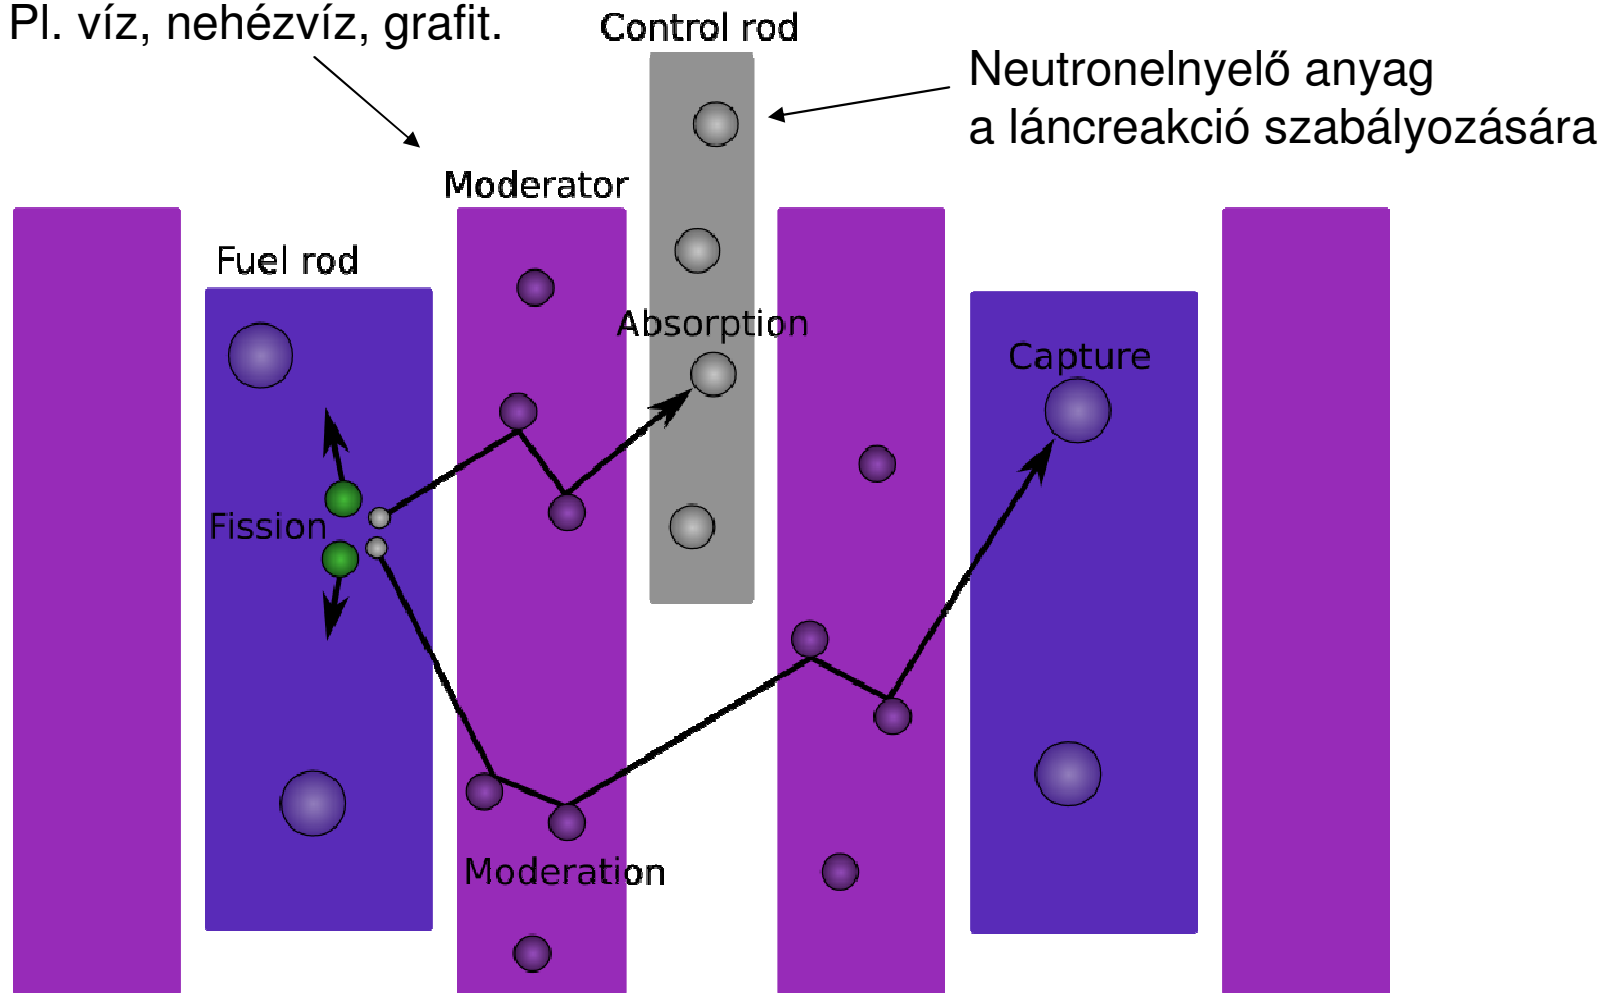 Pl. víz, nehézvíz, grafit.
Control rod
Neutronelnyelő anyag
a láncreakció szabályozására
Moderator
Fuel rod
Absorption
Capture
Fission
Moderation